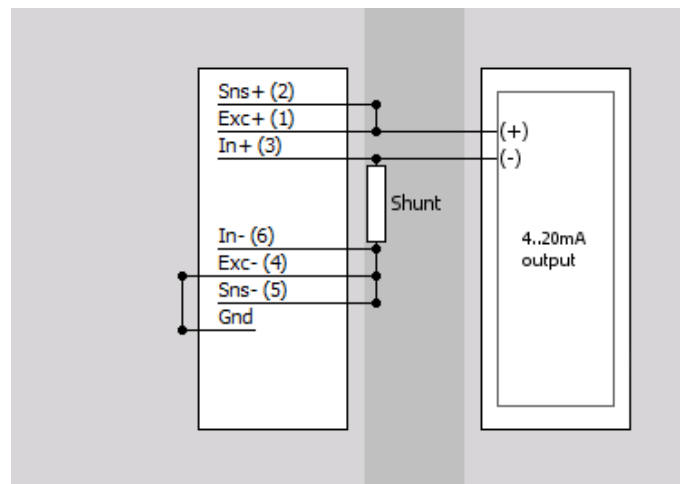 Sns+ (2)
Exc+ (1)
In+ (3)
(+)
(-)
Shunt
In- (6)
Exc- (4)
Sns- (5)
Gnd
4..20mA
output